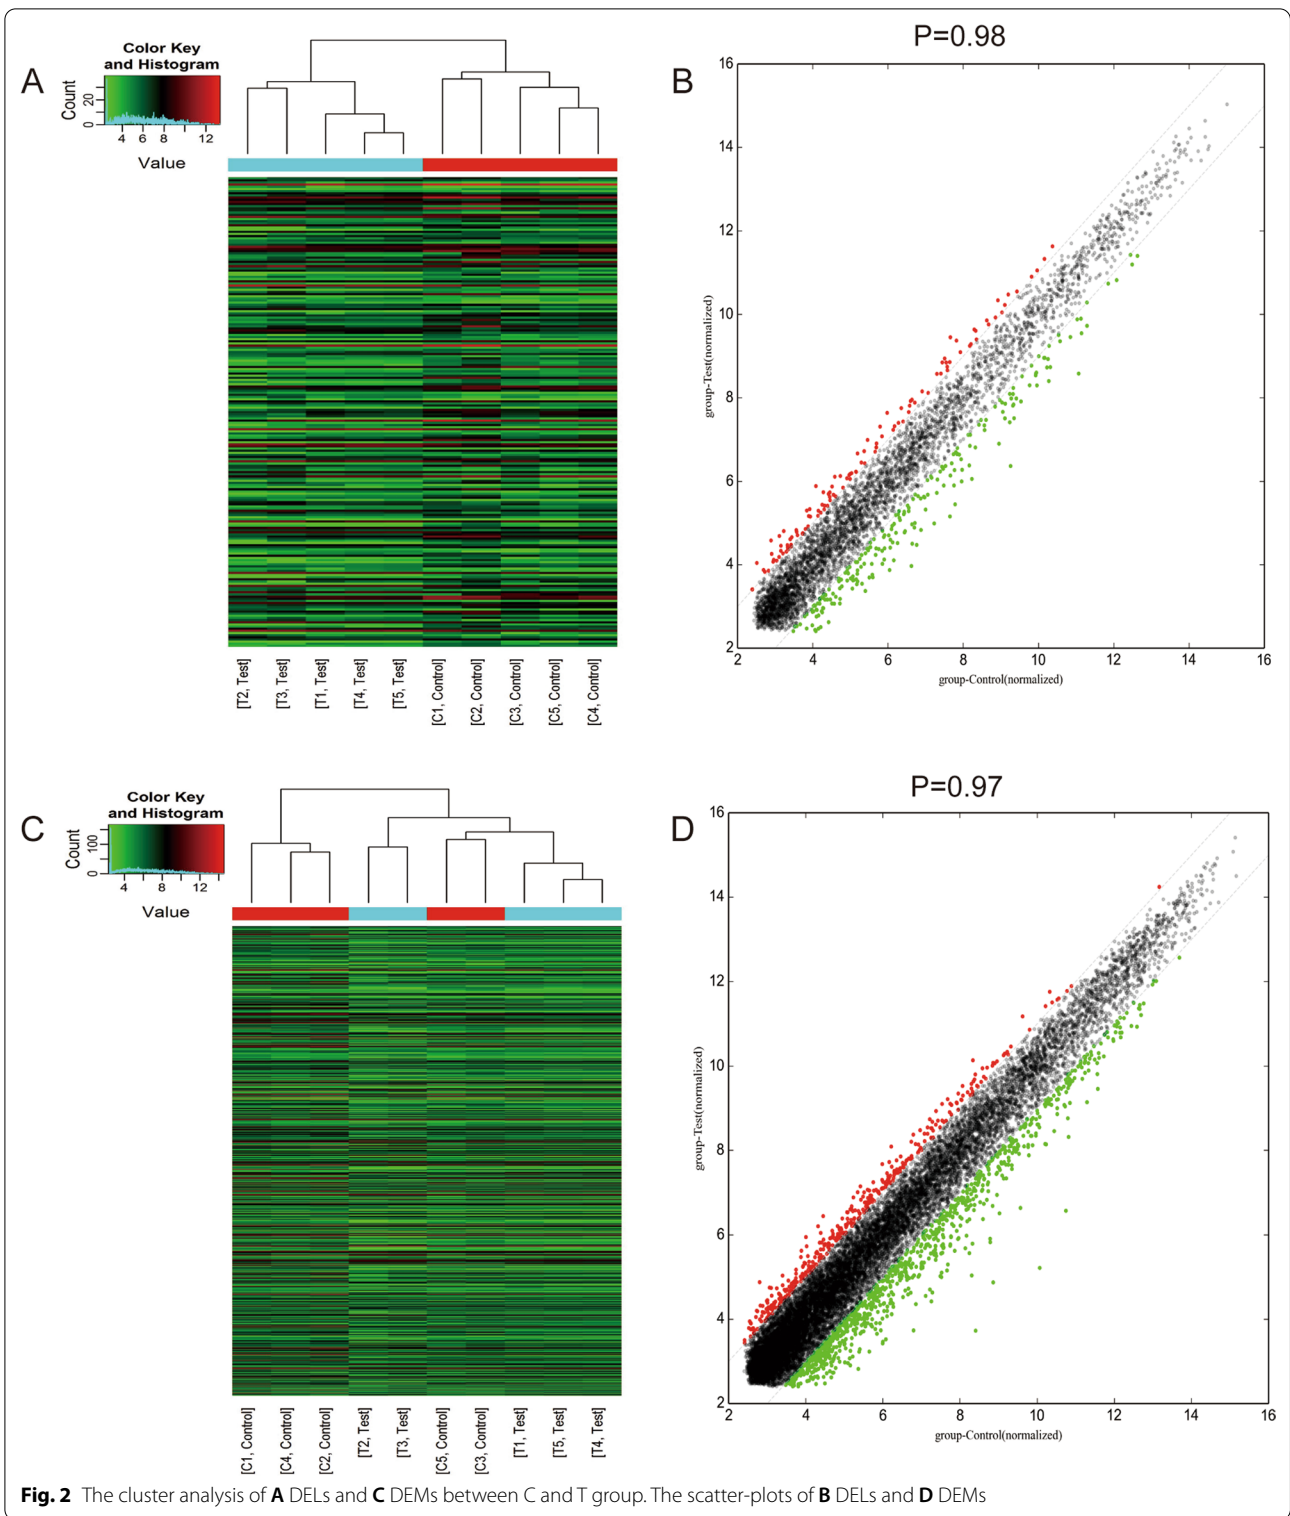 A
Color Key
and Histogram
Count
0 20
4 6 8 12
Value
[T2, Test]
[T3, Test]
[T1, Test]
[T4, Test]
[T5, Test]
[C1, Control]
[C2, Control]
[C3, Control]
[C5, Control]
[C4, Control]
B
P=0.98
16
14
12
10
8
6
4
2
group-Test(normalized)
2 4 6 8 10 12 14 16
group-Control(normalized)
C
Color Key
and Histogram
Count
0 100
4 8 12
Value
[C1, Control]
[C4, Control]
[C2, Control]
[T2, Test]
[T3, Test]
[C5, Control]
[C3, Control]
[T1, Test]
[T5, Test]
[T4, Test]
D
P=0.97
16
14
12
10
8
6
4
2
group-Test(normalized)
2 4 6 8 10 12 14 16
group-Control(normalized)
Fig. 2 The cluster analysis of A DELs and C DEMs between C and T group. The scatter-plots of B DELs and D DEMs